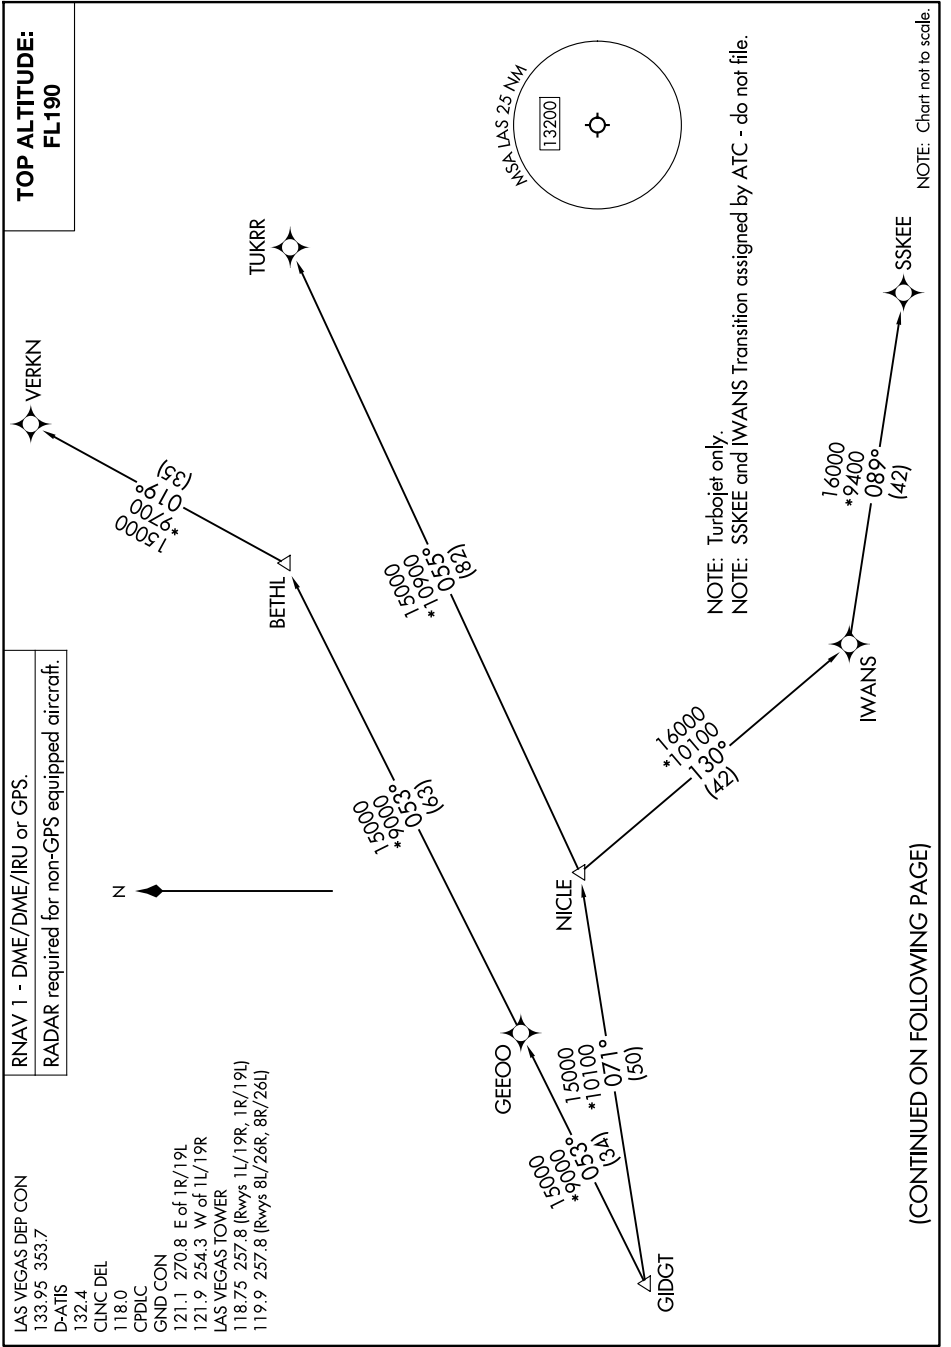 TOP ALTITUDE:
FL190
RNAV 1 - DME/DME/IRU or GPS.
RADAR required for non-GPS equipped aircraft.
LAS VEGAS DEP CON
133.95 353.7
D-ATIS
132.4
CLNC DEL
118.0
CPDLC
GND CON
121.1 270.8 E of 1R/19L
121.9 254.3 W of 1L/19R
LAS VEGAS TOWER
118.75 257.8 (Rwys 1L/19R, 1R/19L)
119.9 257.8 (Rwys 8L/26R, 8R/26L)
N
VERKN
15000
*9700
019°
(35)
BETHL
TUKRR
15000
*10900
055°
(82)
15000
*9000
053°
(63)
GEEOO
15000
*9000
053°
(34)
GIDGT
15000
*10100
071°
(50)
NICLE
16000
*10100
130°
(42)
IWANS
16000
*9400
089°
(42)
SSKEE
MSA LAS 25 NM
13200
NOTE: Turbojet only.
NOTE: SSKEE and IWANS Transition assigned by ATC - do not file.
NOTE: Chart not to scale.
(CONTINUED ON FOLLOWING PAGE)